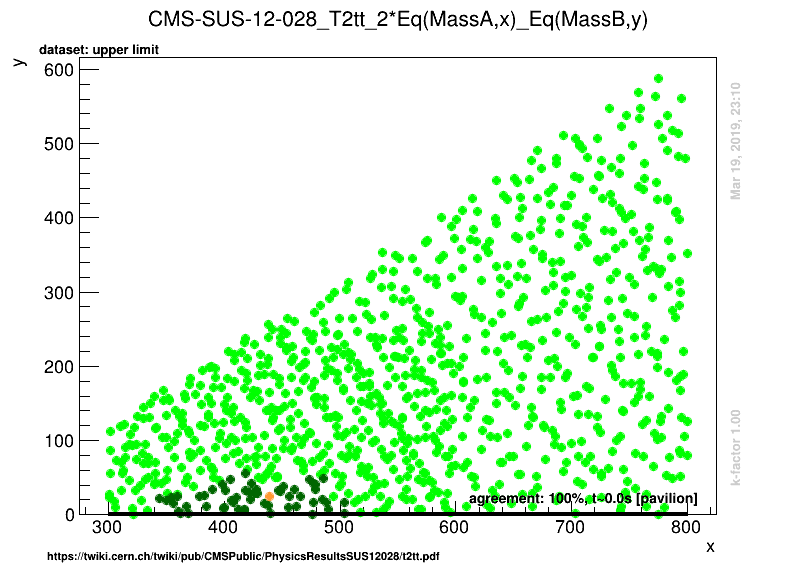 CMS-SUS-12-028_T2tt_2*Eq(MassA,x)_Eq(MassB,y)
dataset: upper limit
y
600
500
400
300
200
100
0
300
400
500
600
700
800
x
agreement: 100%, t=0.0s [pavilion]
Mar 19, 2019, 23:10
k-factor 1.00
https://twiki.cern.ch/twiki/pub/CMSPublic/PhysicsResultsSUS12028/t2tt.pdf